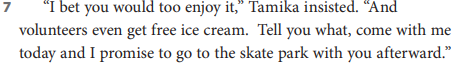 7 “I bet you would too enjoy it,” Tamika insisted. “And
volunteers even get free ice cream. Tell you what, come with me
today and I promise to go to the skate park with you afterward.”